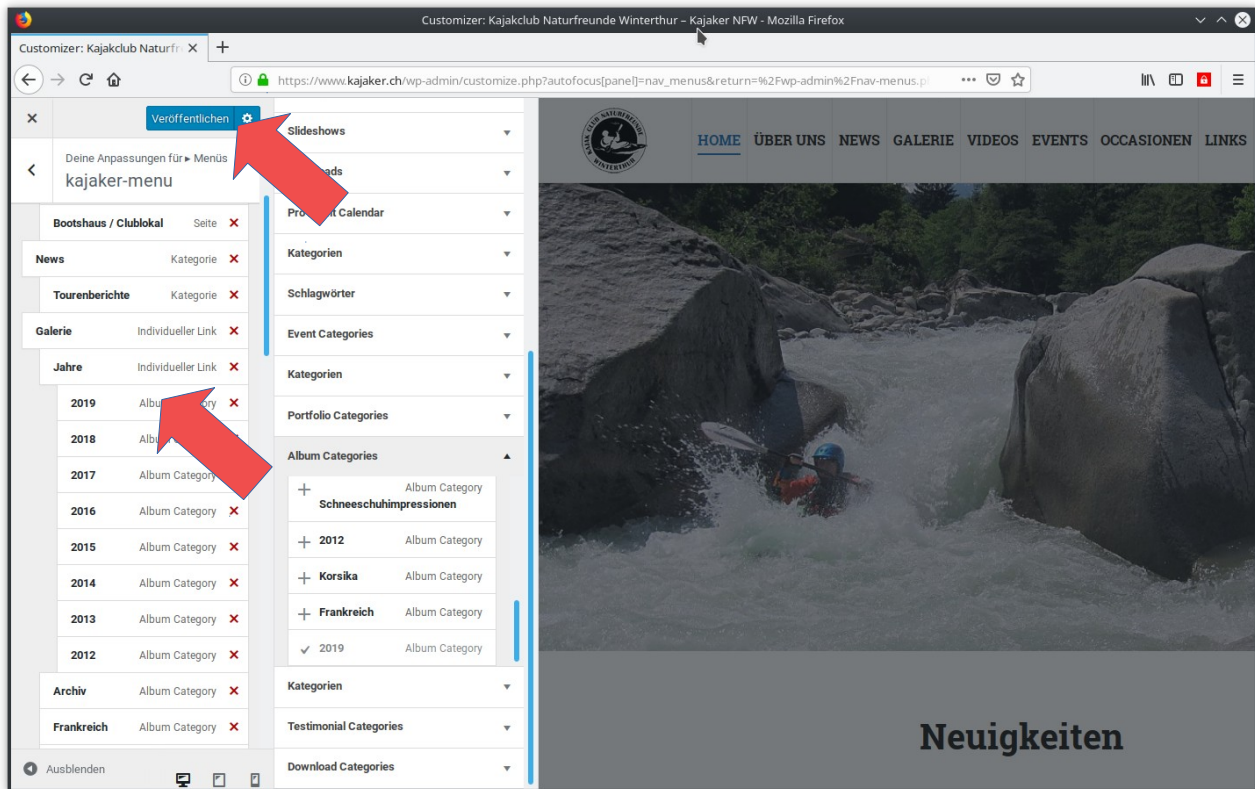 Customizer: Kajakclub Naturfreunde Winterthur – Kajaker NFW - Mozilla Firefox
Customizer: Kajakclub Naturfr
https://www.kajaker.ch/wp-admin/customize.php?autofocus[panel]=nav_menus&return=%2Fwp-admin%2Fnav-menus.p
Veröffentlichen
Deine Anpassungen für ▸ Menüs
kajaker-menu
Bootshaus / Clublokal Seite
News Kategorie
Tourenberichte Kategorie
Galerie Individueller Link
Jahre Individueller Link
2019
2018
2017 Album Category
2016 Album Category
2015 Album Category
2014 Album Category
2013 Album Category
2012 Album Category
Archiv Album Category
Frankreich Album Category
Ausblenden
Slideshows
ads
Calendar
Kategorien
Schlagwörter
Event Categories
Kategorien
Portfolio Categories
Album Categories
Album Category
Schneeschuhimpressionen
2012 Album Category
Korsika Album Category
Frankreich Album Category
2019 Album Category
Kategorien
Testimonial Categories
Download Categories
KAJAK CLUB NATURFREUNDE
WINTERTHUR
HOME ÜBER UNS NEWS GALERIE VIDEOS EVENTS OCCASIONEN LINKS
Neuigkeiten